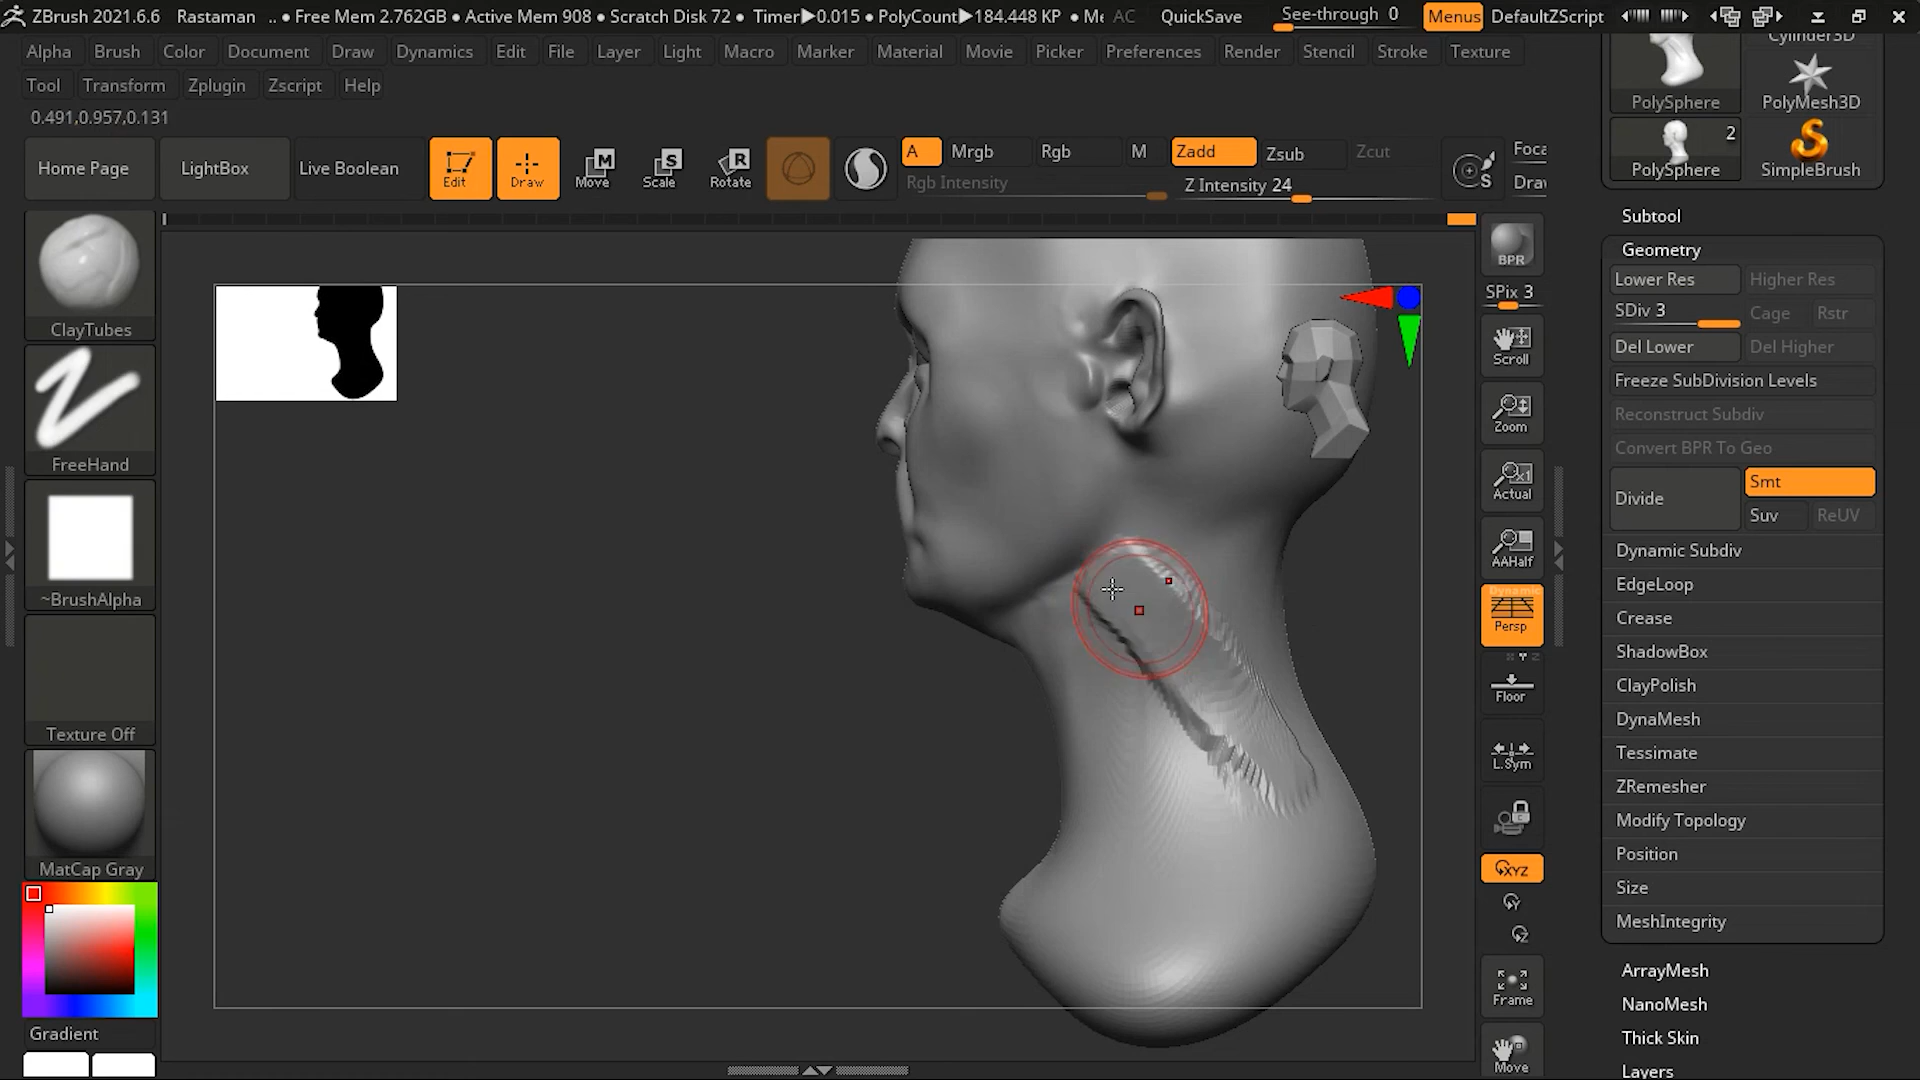 ZBrush 2021.6.6 Rastaman .. • Free Mem 2.762GB • Active Mem 908 • Scratch Disk 72 • Timer▶0.015 • PolyCount▶184.448 KP • Me AC QuickSave See-through 0 Menus DefaultZScript
Alpha Brush Color Document Draw Dynamics Edit File Layer Light Macro Marker Material Movie Picker Preferences Render Stencil Stroke Texture
Tool Transform Zplugin Zscript Help
0.491,0.957,0.131
Home Page LightBox Live Boolean Edit Draw Move Scale Rotate
M S R
A Mrgb Rgb M Zadd Zsub Zcut
Rgb Intensity Z Intensity 24
S
Foca
Draw
ClayTubes
FreeHand
~BrushAlpha
Texture Off
MatCap Gray
Gradient
BPR
SPix 3
Scroll
Zoom
Actual
AAHalf
Dynamic
Persp
Floor
L.Sym
XYZ
Y
Z
Frame
Move
Cylinder3D
PolySphere PolyMesh3D
2
PolySphere SimpleBrush
Subtool
Geometry
Lower Res Higher Res
SDiv 3 Cage Rstr
Del Lower Del Higher
Freeze SubDivision Levels
Reconstruct Subdiv
Convert BPR To Geo
Divide Smt
Suv ReUV
Dynamic Subdiv
EdgeLoop
Crease
ShadowBox
ClayPolish
DynaMesh
Tessimate
ZRemesher
Modify Topology
Position
Size
MeshIntegrity
ArrayMesh
NanoMesh
Thick Skin
Layers